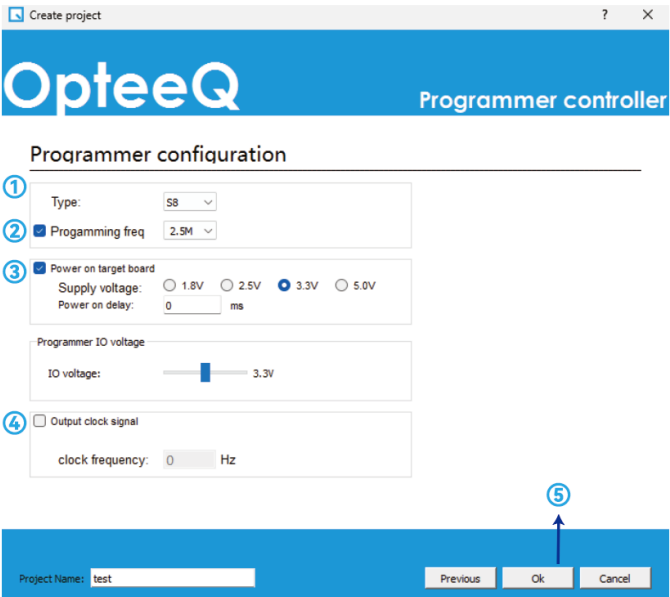 Create project ? ×
OpteeQ
Programmer controller
Programmer configuration
①
Type: S8
② Progamming freq 2.5M
③ Power on target board
Supply voltage: 1.8V 2.5V 3.3V 5.0V
Power on delay: 0 ms
Programmer IO voltage
IO voltage: 3.3V
④ Output clock signal
clock frequency: 0 Hz
⑤
Project Name: test Previous Ok Cancel